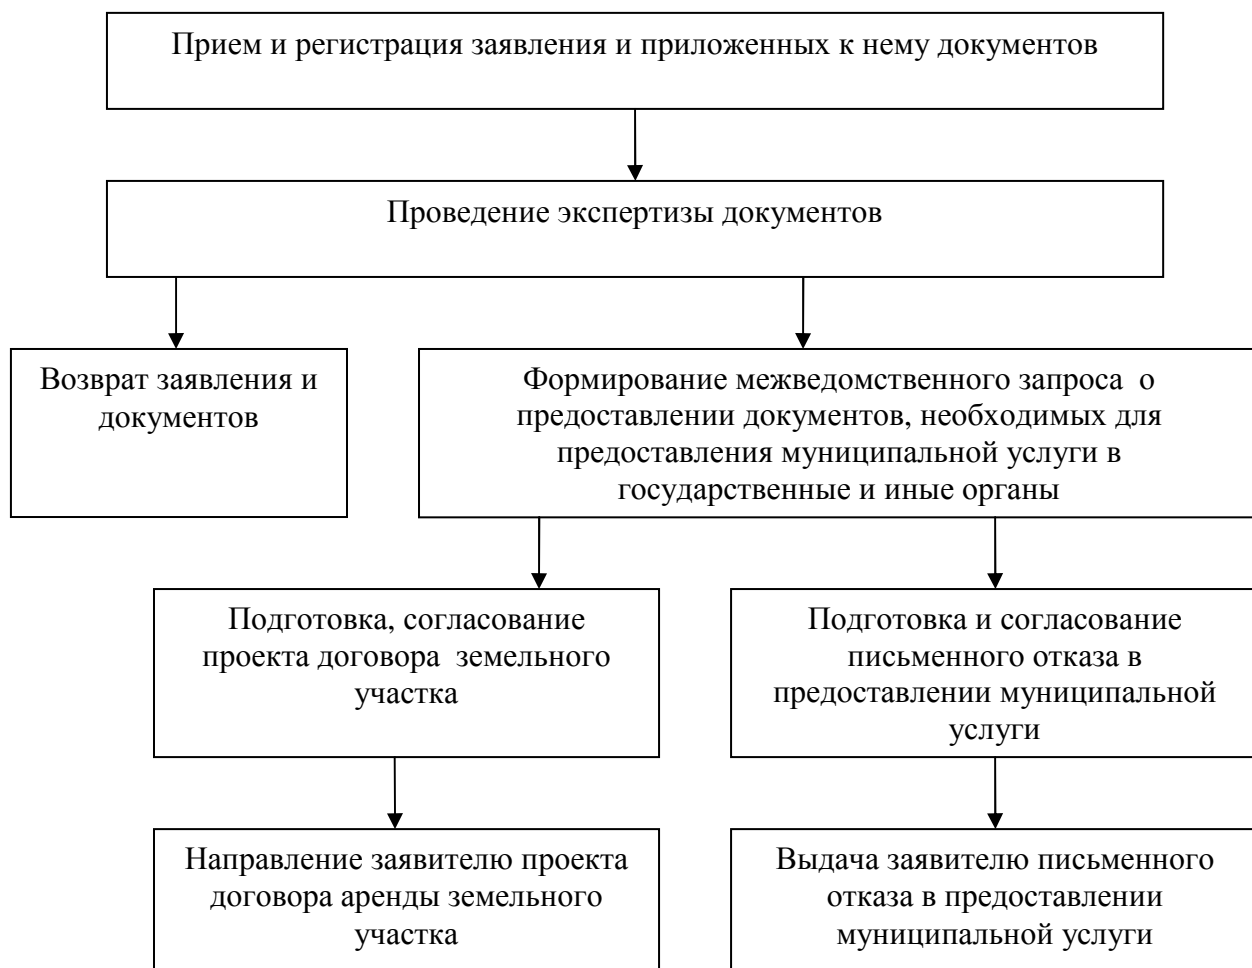 Прием и регистрация заявления и приложенных к нему документов
Проведение экспертизы документов
Возврат заявления и
документов
Формирование межведомственного запроса  о
предоставлении документов, необходимых для
предоставления муниципальной услуги в
государственные и иные органы
Подготовка, согласование
проекта договора  земельного
участка
Подготовка и согласование
письменного отказа в
предоставлении муниципальной
услуги
Направление заявителю проекта
договора аренды земельного
участка
Выдача заявителю письменного
отказа в предоставлении
муниципальной услуги